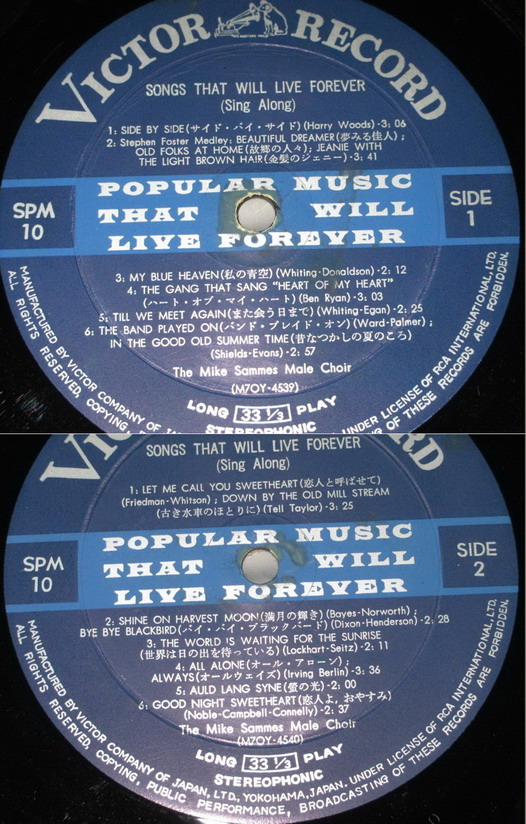 VICTOR RECORD
SONGS THAT WILL LIVE FOREVER
(Sing Along)
1: SIDE BY SIDE(サイド・バイ・サイド)(Harry Woods)-3; 06
2: Stephen Foster Medley; BEAUTIFUL DREAMER(夢みる佳人);
OLD FOLKS AT HOME(故郷の人々); JEANIE WITH
THE LIGHT BROWN HAIR(金髪のジェニー)-3; 41
POPULAR MUSIC
THAT WILL
LIVE FOREVER
SPM
10
SIDE
1
3: MY BLUE HEAVEN(私の青空)(Whiting-Donaldson)-2; 12
4: THE GANG THAT SANG "HEART OF MY HEART"
(ハート・オブ・マイ・ハート)(Ben Ryan)-3; 03
5: TILL WE MEET AGAIN(また会う日まで)(Whiting-Egan)-2; 25
6: THE BAND PLAYED ON(バンド・プレイド・オン)(Ward-Palmer);
IN THE GOOD OLD SUMMER TIME(昔なつかしの夏のころ)
(Shields-Evans)-2; 57
The Mike Sammes Male Choir
(M7OY-4539)
LONG 33 1/3 PLAY
STEREOPHONIC
MANUFACTURED BY VICTOR COMPANY OF
UNDER LICENSE OF RCA INTERNATIONAL, LTD.
ALL RIGHTS RESERVED, COPYING,
OF THESE RECORDS ARE FORBIDDEN.
SONGS THAT WILL LIVE FOREVER
(Sing Along)
1: LET ME CALL YOU SWEETHEART(恋人と呼ばせて)
(Friedman-Whitson); DOWN BY THE OLD MILL STREAM
(古き水車のほとりに)(Tell Taylor)-3; 25
POPULAR MUSIC
THAT WILL
LIVE FOREVER
SPM
10
SIDE
2
2: SHINE ON HARVEST MOON(満月の輝き)(Bayes-Norworth);
BYE BYE BLACKBIRD(バイ・バイ・ブラックバード)(Dixon-Henderson)-2; 28
3: THE WORLD IS WAITING FOR THE SUNRISE
(世界は日の出を待っている)(Lockhart-Seitz)-2; 11
4: ALL ALONE(オール・アローン);
ALWAYS(オールウェイズ)(Irving Berlin)-3; 36
5: AULD LANG SYNE(螢の光)-2; 00
6: GOOD NIGHT SWEETHEART(恋人よ、おやすみ)
(Noble-Campbell-Connelly)-2; 37
The Mike Sammes Male Choir
(M7OY-4540)
LONG 33 1/3 PLAY
STEREOPHONIC
MANUFACTURED BY VICTOR COMPANY OF JAPAN, LTD., YOKOHAMA, JAPAN. UNDER LICENSE OF RCA INTERNATIONAL, LTD.
ALL RIGHTS RESERVED, COPYING, PUBLIC PERFORMANCE, BROADCASTING OF THESE RECORDS ARE FORBIDDEN.